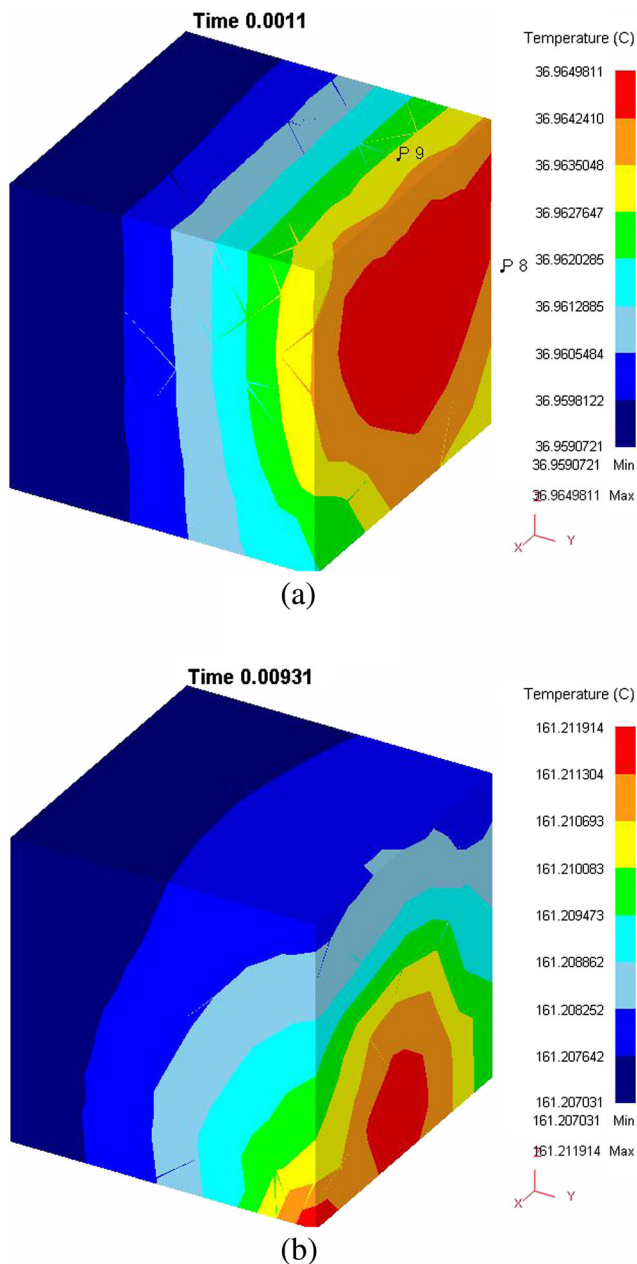 Time 0.0011
Temperature (C)
36.9649811
36.9642410
36.9635048
36.9627647
36.9620285
36.9612885
36.9605484
36.9598122
36.9590721
36.9590721 Min
36.9649811 Max
P 9
P 8
Z
X Y
(a)
Time 0.00931
Temperature (C)
161.211914
161.211304
161.210693
161.210083
161.209473
161.208862
161.208252
161.207642
161.207031
161.207031 Min
161.211914 Max
Z
X Y
(b)